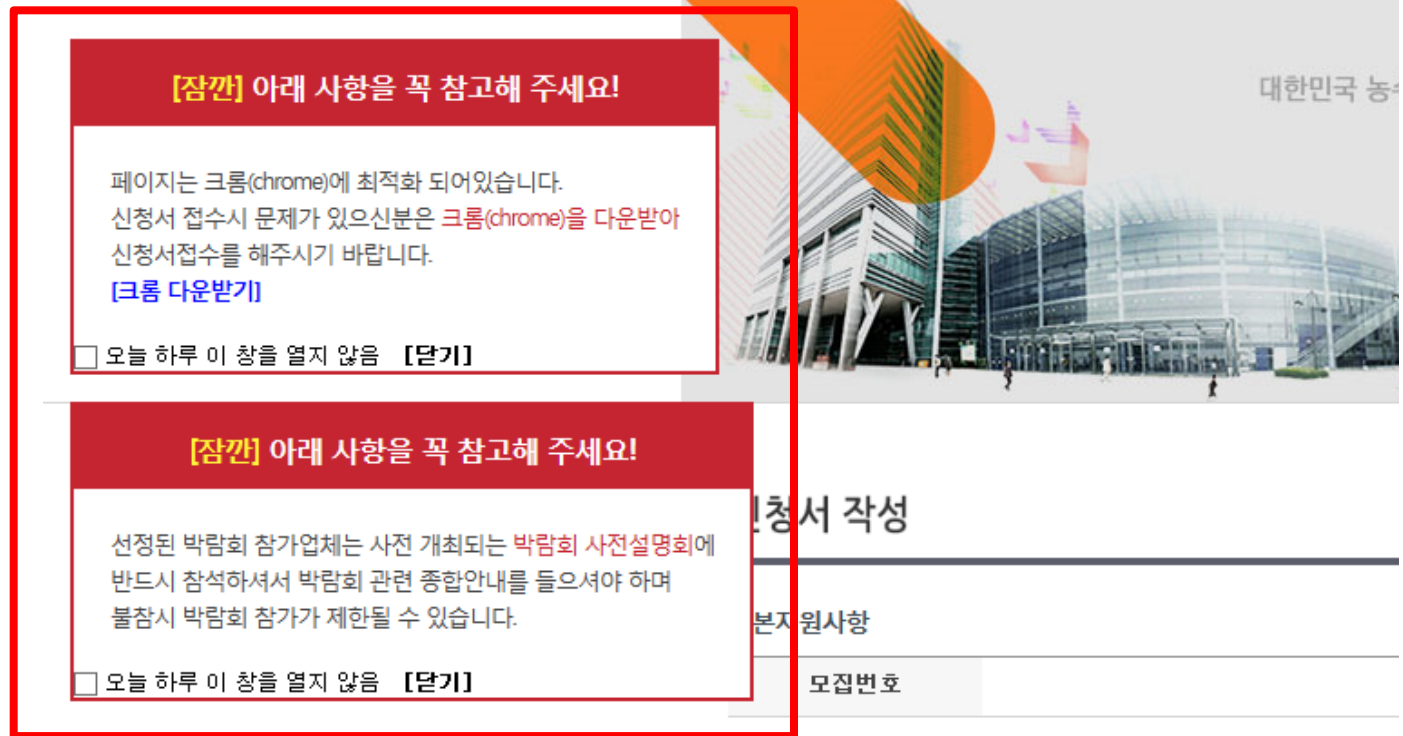 [잠깐] 아래 사항을 꼭 참고해 주세요!
페이지는 크롬(chrome)에 최적화 되어있습니다.
신청서 접수시 문제가 있으신분은 크롬(chrome)을 다운받아
신청서접수를 해주시기 바랍니다.
[크롬 다운받기]
오늘 하루 이 창을 열지 않음 [닫기]
대한민국
[잠깐] 아래 사항을 꼭 참고해 주세요!
선정된 박람회 참가업체는 사전 개최되는 박람회 사전설명회에
반드시 참석하셔서 박람회 관련 종합안내를 들으셔야 하며
불참시 박람회 참가가 제한될 수 있습니다.
오늘 하루 이 창을 열지 않음 [닫기]
청서 작성
본지원사항
모집번호